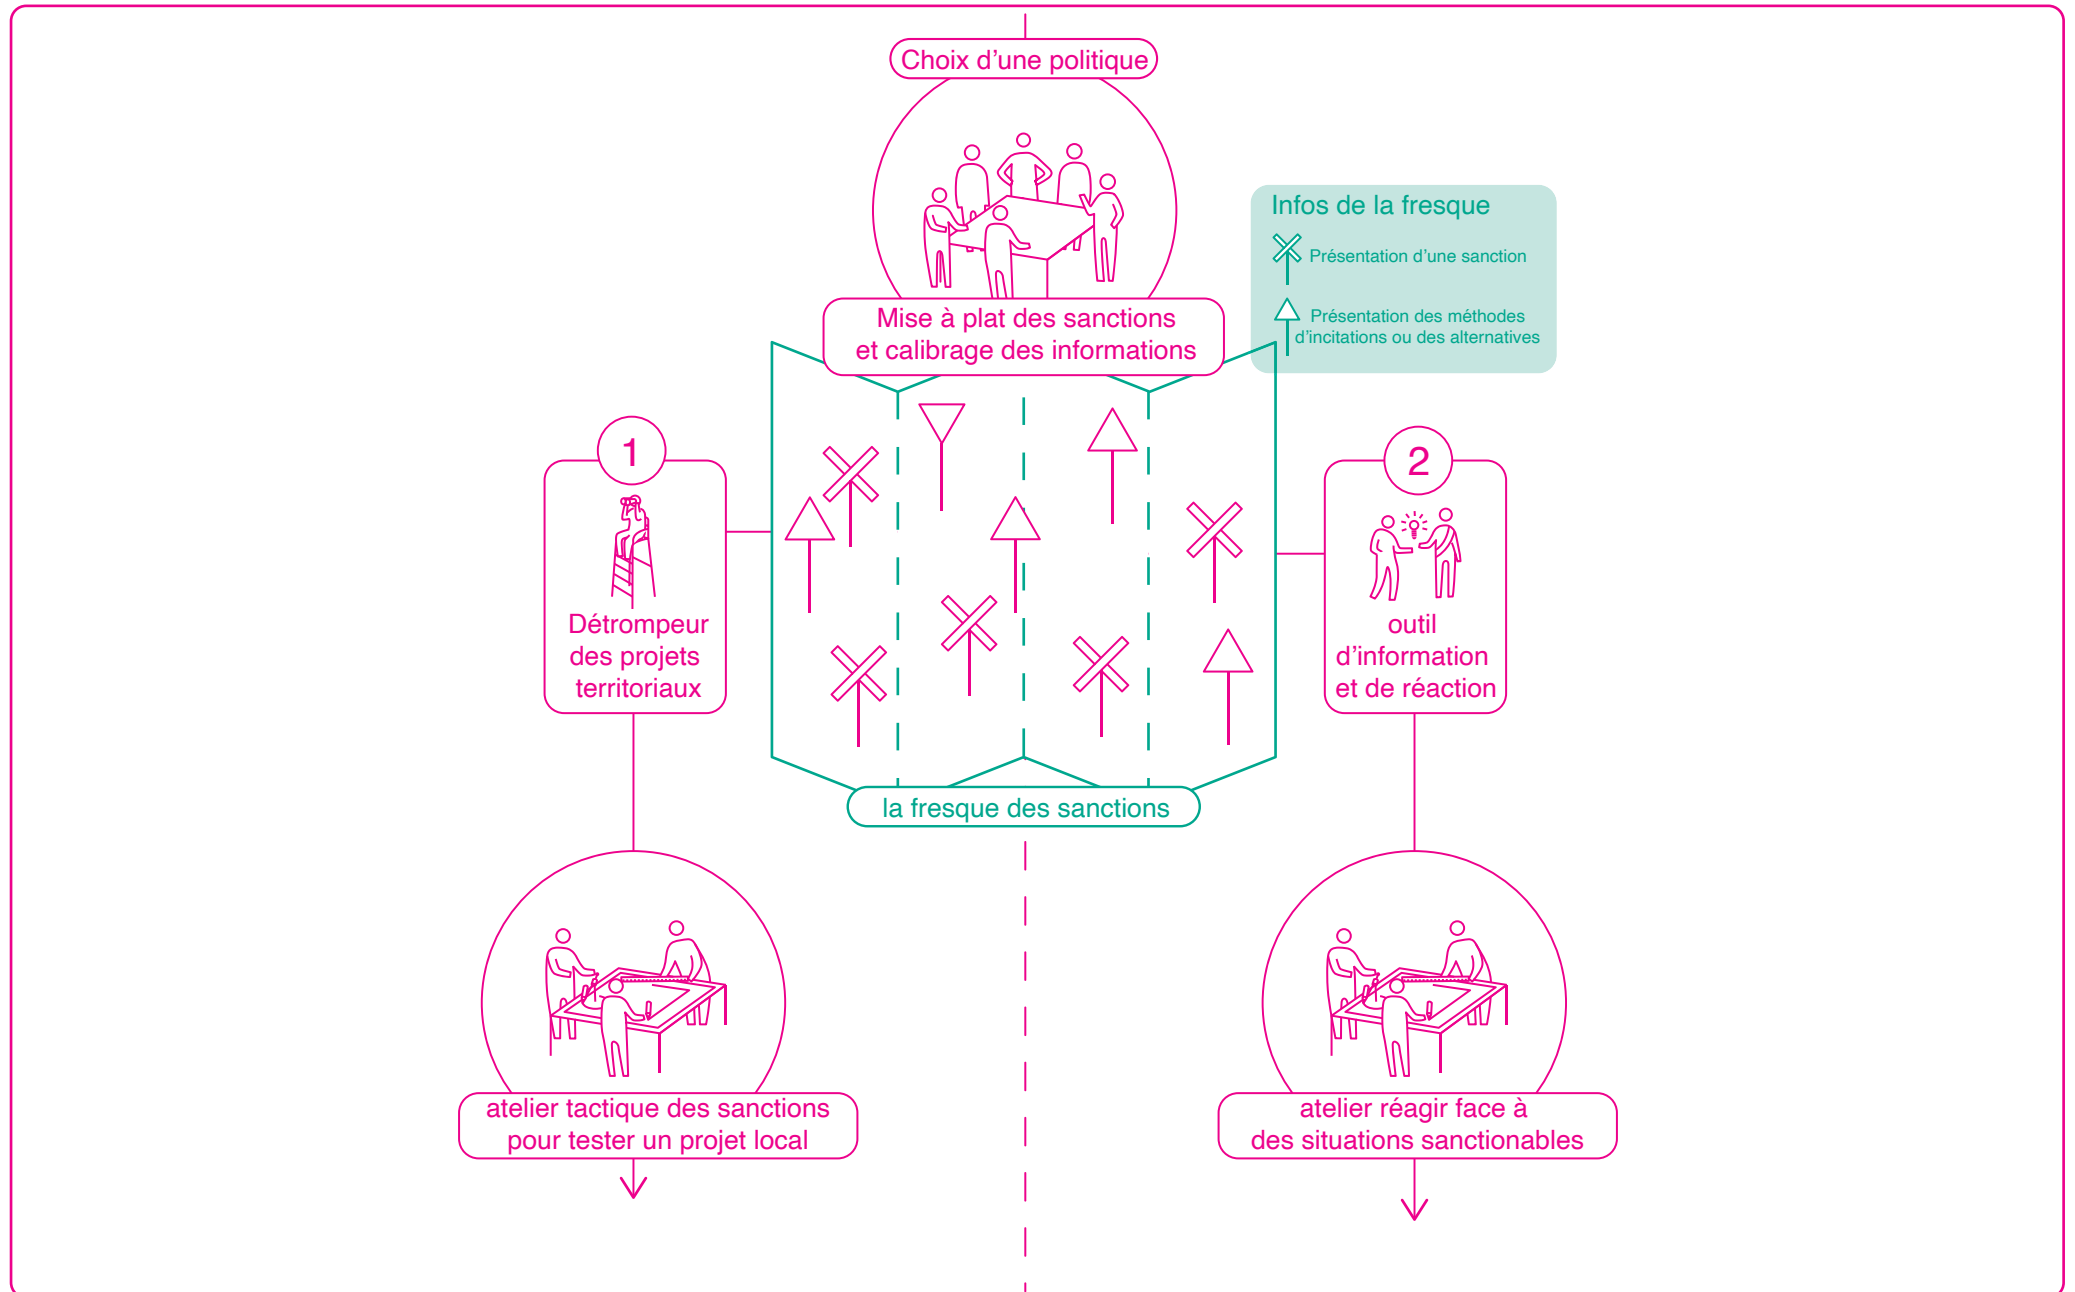 Choix d’une politique
Infos de la fresque
Présentation d’une sanction
Présentation des méthodes
d’incitations ou des alternatives
Mise à plat des sanctions
et calibrage des informations
1
Détrompeur
des projets
territoriaux
2
outil
d’information
et de réaction
la fresque des sanctions
atelier tactique des sanctions
pour tester un projet local
atelier réagir face à
des situations sanctionables